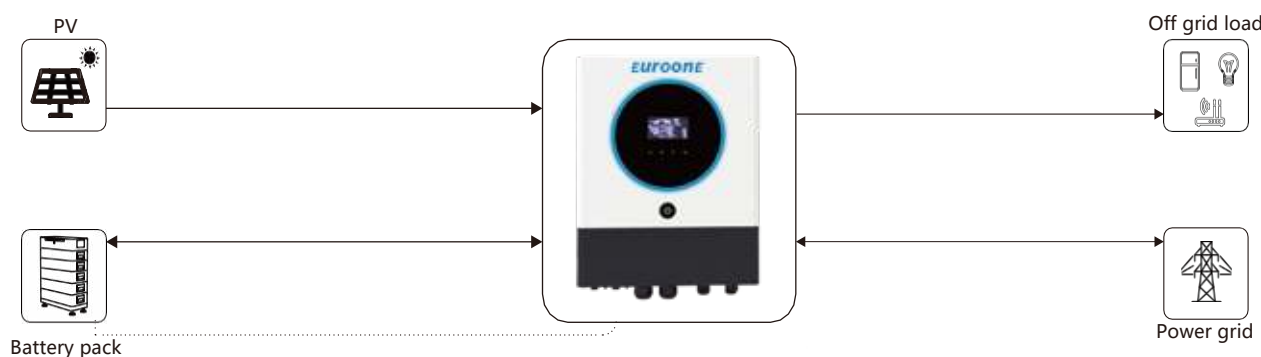 PV
Off grid load
EUROONE
Battery pack
Power grid